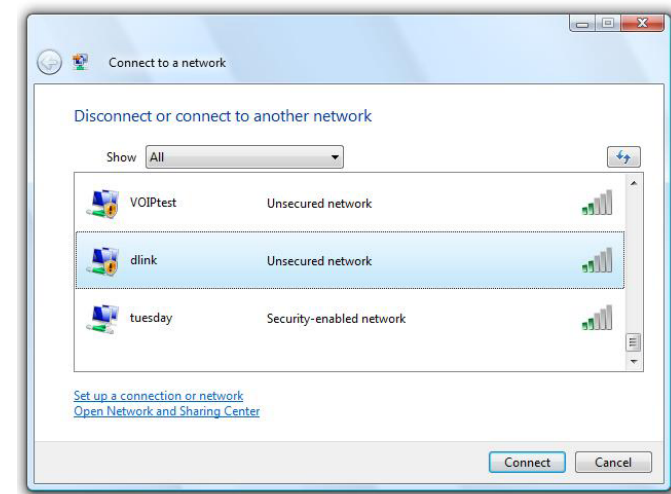 Connect to a network
Disconnect or connect to another network
Show All
VOIPtest Unsecured network
dlink Unsecured network
tuesday Security-enabled network
Set up a connection or network
Open Network and Sharing Center
Connect Cancel